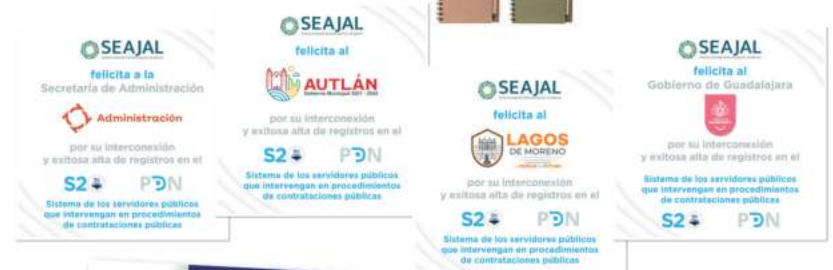 SEAJAL
felicita a la
Secretaría de Administración
Administración
por su interconexión
y exitosa alta de registros en el
S2 PDN
Sistema de los servidores públicos
que intervengan en procedimientos
de contrataciones públicas
SEAJAL
felicita al
AUTLÁN
por su interconexión
y exitosa alta de registros en el
S2 PDN
Sistema de los servidores públicos
que intervengan en procedimientos
de contrataciones públicas
SEAJAL
felicita al
LAGOS
DE MORENO
por su interconexión
y exitosa alta de registros en el
S2 PDN
Sistema de los servidores públicos
que intervengan en procedimientos
de contrataciones públicas
SEAJAL
felicita al
Gobierno de Guadalajara
por su interconexión
y exitosa alta de registros en el
Sistema de los servidores públicos
que intervengan en procedimientos
de contrataciones públicas
S2 PDN